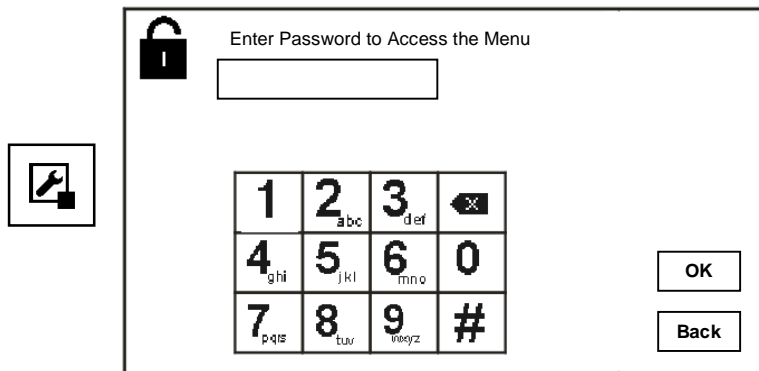 I
Enter Password to Access the Menu
1 2 abc 3 def X
4 ghi 5 jkl 6 mno 0
7 pqrs 8 tuv 9 wxyz #
OK
Back